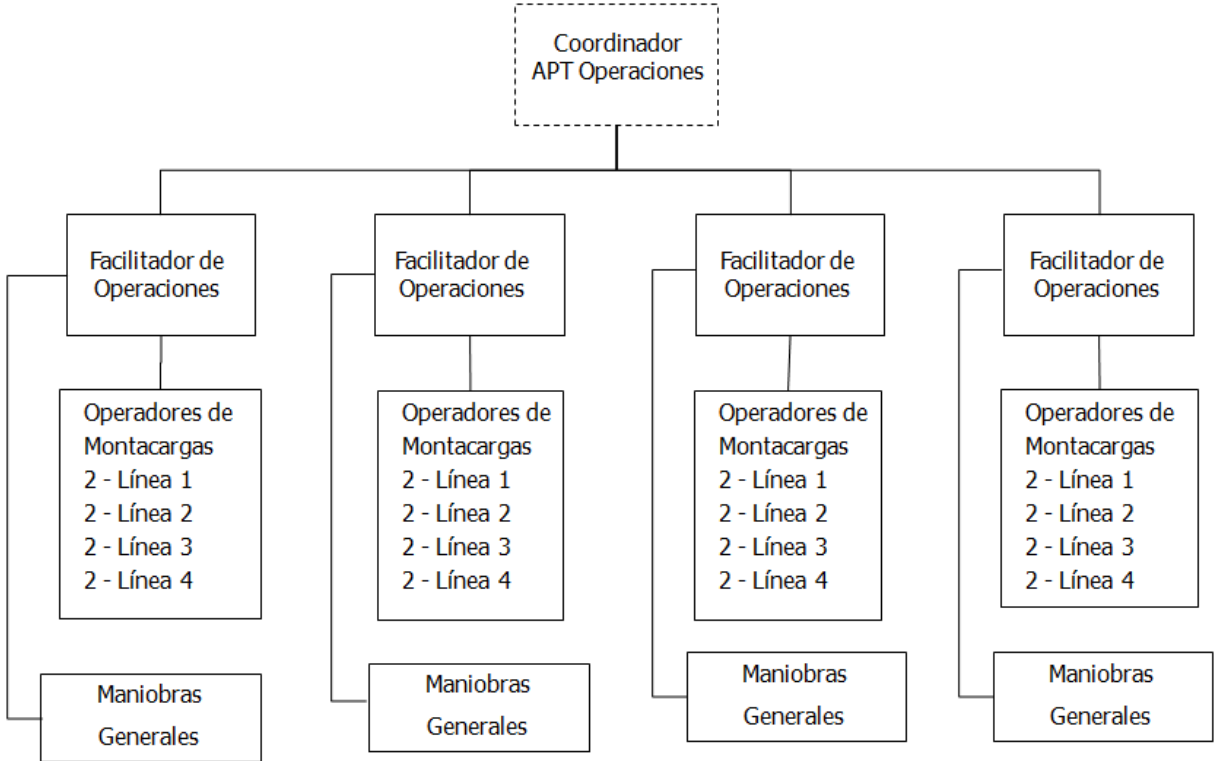 Coordinador
APT Operaciones
Facilitador de
Operaciones
Facilitador de
Operaciones
Facilitador de
Operaciones
Facilitador de
Operaciones
Operadores de
Montacargas
2 - Línea 1
2 - Línea 2
2 - Línea 3
2 - Línea 4
Operadores de
Montacargas
2 - Línea 1
2 - Línea 2
2 - Línea 3
2 - Línea 4
Operadores de
Montacargas
2 - Línea 1
2 - Línea 2
2 - Línea 3
2 - Línea 4
Operadores de
Montacargas
2 - Línea 1
2 - Línea 2
2 - Línea 3
2 - Línea 4
Maniobras
Generales
Maniobras
Generales
Maniobras
Generales
Maniobras
Generales